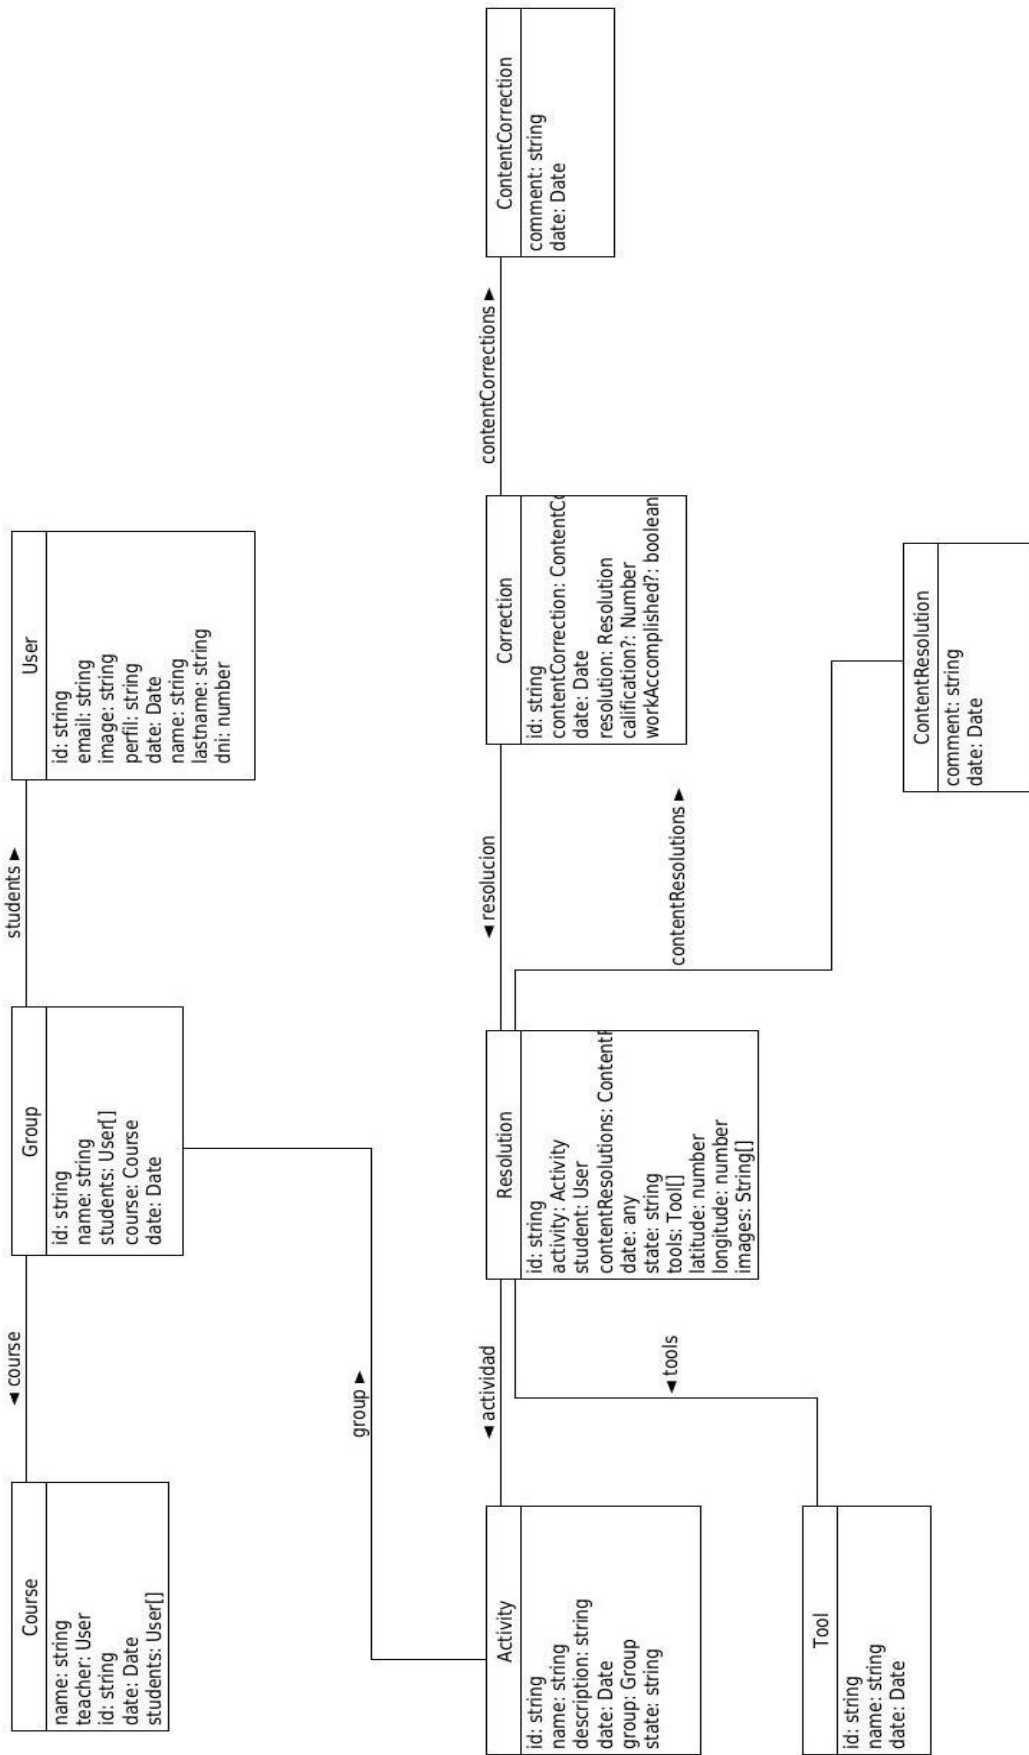 Course
name: string
teacher: User
id: string
date: Date
students: User[]
◄ course
Group
id: string
name: string
students: User[]
course: Course
date: Date
students ►
User
id: string
email: string
image: string
perfil: string
date: Date
name: string
lastname: string
dni: number
group ►
Activity
id: string
name: string
description: string
date: Date
group: Group
state: string
◄ actividad
Resolution
id: string
activity: Activity
student: User
contentResolutions: Content
date: any
state: string
tools: Tool[]
latitude: number
longitude: number
images: String[]
◄ resolucion
Correction
id: string
contentCorrection: ContentC
date: Date
resolution: Resolution
calification?: Number
workAccomplished?: boolean
contentCorrections ►
ContentCorrection
comment: string
date: Date
◄ tools
contentResolutions ►
Tool
id: string
name: string
date: Date
ContentResolution
comment: string
date: Date